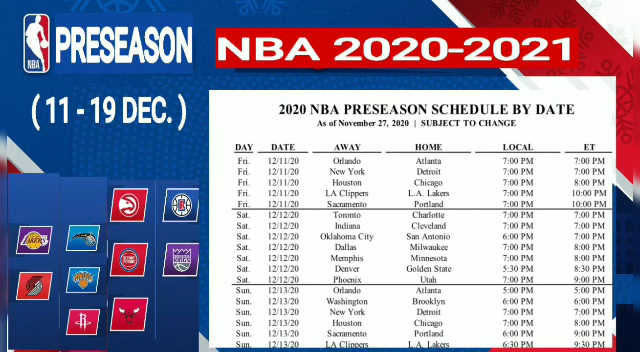 NBA
PRESEASON
NBA 2020-2021
( 11 - 19 DEC. )
2020 NBA PRESEASON SCHEDULE BY DATE
As of November 27, 2020 | SUBJECT TO CHANGE
DAY DATE AWAY HOME LOCAL ET
Fri. 12/11/20 Orlando Atlanta 7:00 PM 7:00 PM
Fri. 12/11/20 New York Detroit 7:00 PM 7:00 PM
Fri. 12/11/20 Houston Chicago 7:00 PM 8:00 PM
Fri. 12/11/20 LA Clippers L.A. Lakers 7:00 PM 10:00 PM
Fri. 12/11/20 Sacramento Portland 7:00 PM 10:00 PM
Sat. 12/12/20 Toronto Charlotte 7:00 PM 7:00 PM
Sat. 12/12/20 Indiana Cleveland 7:00 PM 7:00 PM
Sat. 12/12/20 Oklahoma City San Antonio 6:00 PM 7:00 PM
Sat. 12/12/20 Dallas Milwaukee 7:00 PM 8:00 PM
Sat. 12/12/20 Memphis Minnesota 7:00 PM 8:00 PM
Sat. 12/12/20 Denver Golden State 5:30 PM 8:30 PM
Sat. 12/12/20 Phoenix Utah 7:00 PM 9:00 PM
Sun. 12/13/20 Orlando Atlanta 5:00 PM 5:00 PM
Sun. 12/13/20 Washington Brooklyn 6:00 PM 6:00 PM
Sun. 12/13/20 New York Detroit 7:00 PM 7:00 PM
Sun. 12/13/20 Houston Chicago 7:00 PM 8:00 PM
Sun. 12/13/20 Sacramento Portland 6:00 PM 9:00 PM
Sun. 12/13/20 LA Clippers L.A. Lakers 6:30 PM 9:30 PM
LAKERS